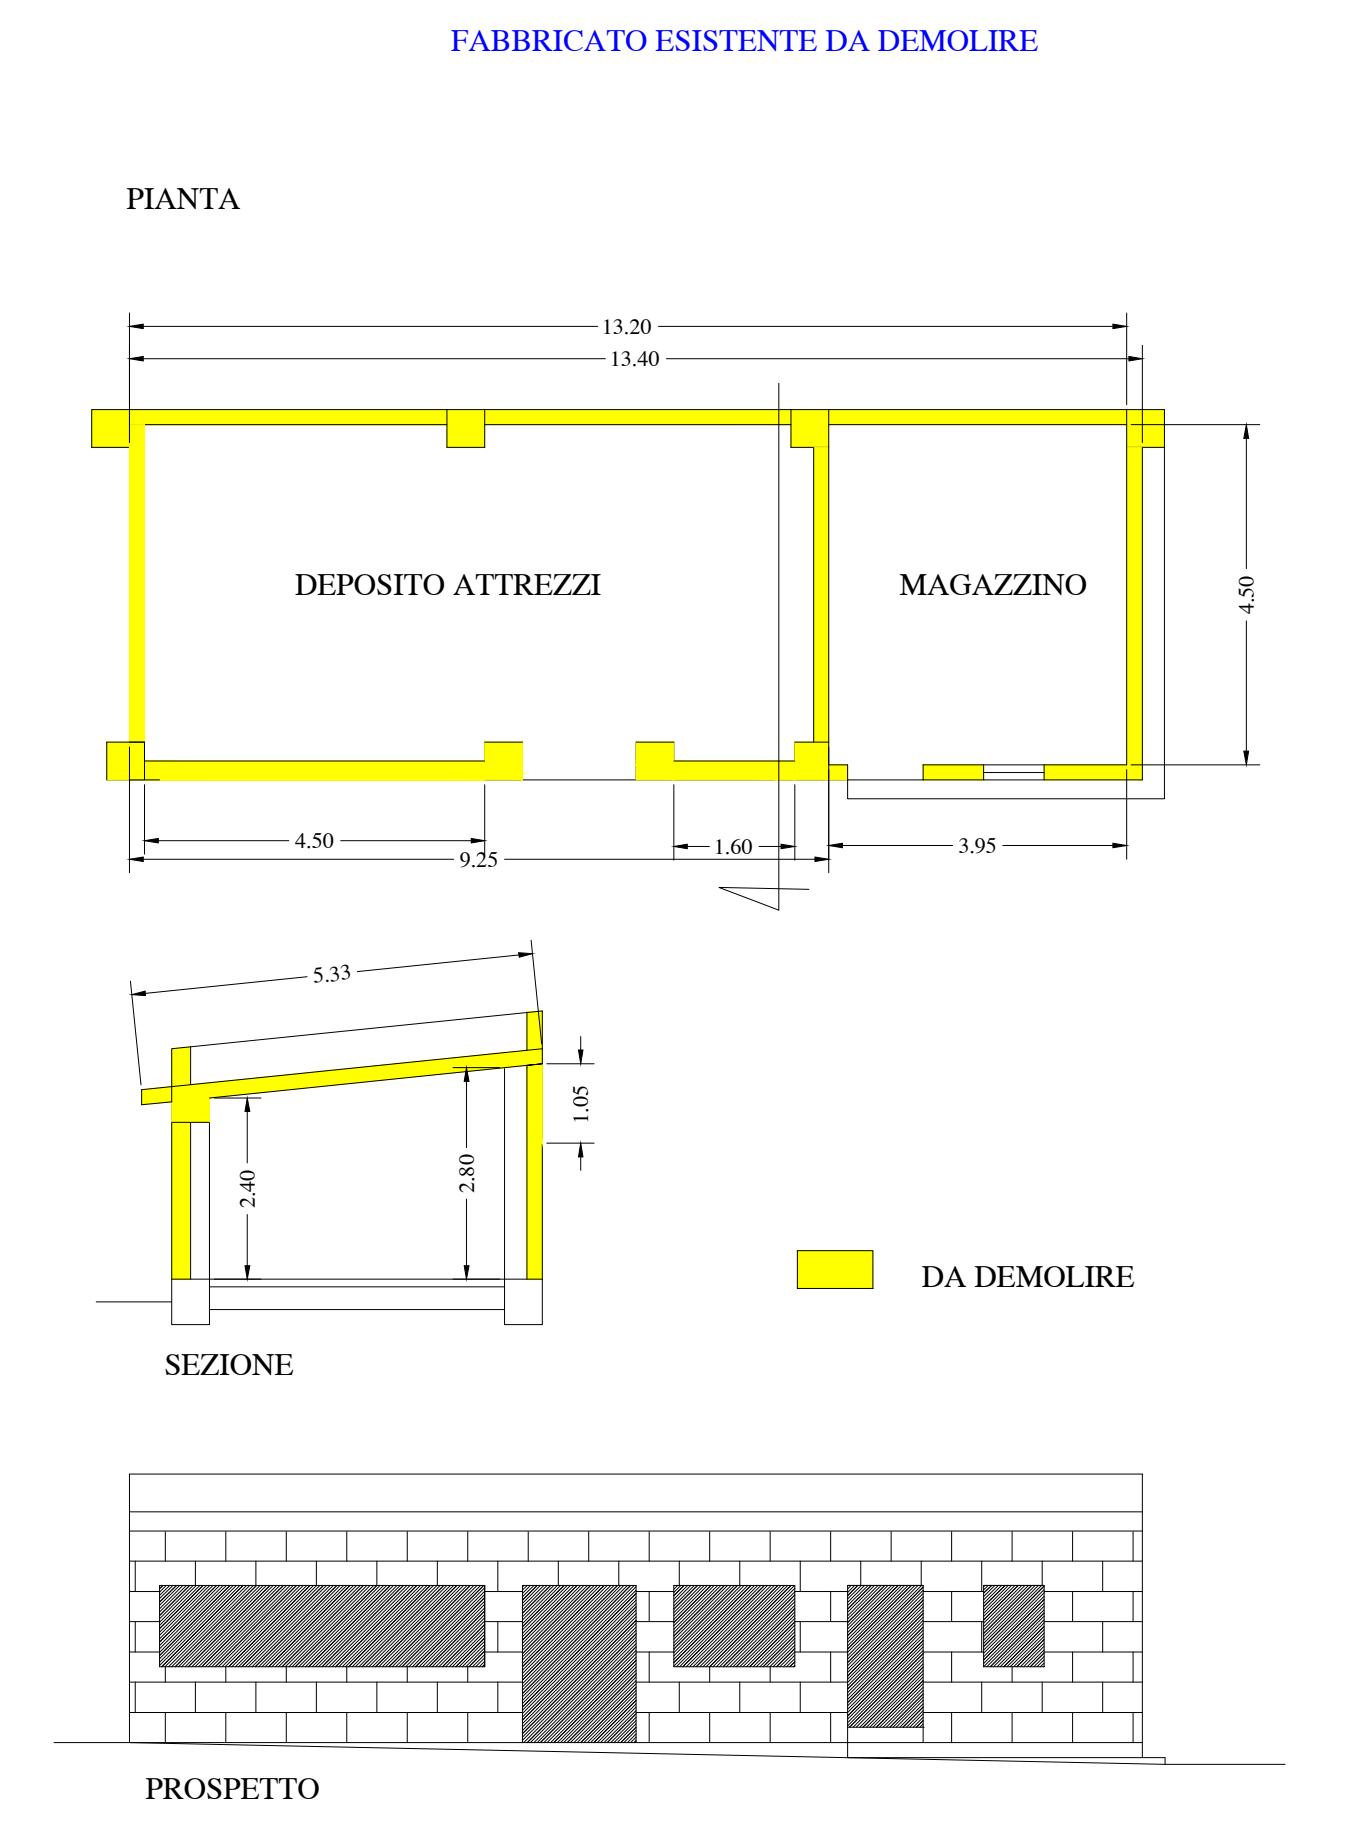 FABBRICATO ESISTENTE DA DEMOLIRE
PIANTA
13.20
13.40
DEPOSITO ATTREZZI
MAGAZZINO
4.50
4.50
1.60
3.95
9.25
5.33
1.05
2.40
2.80
DA DEMOLIRE
SEZIONE
PROSPETTO